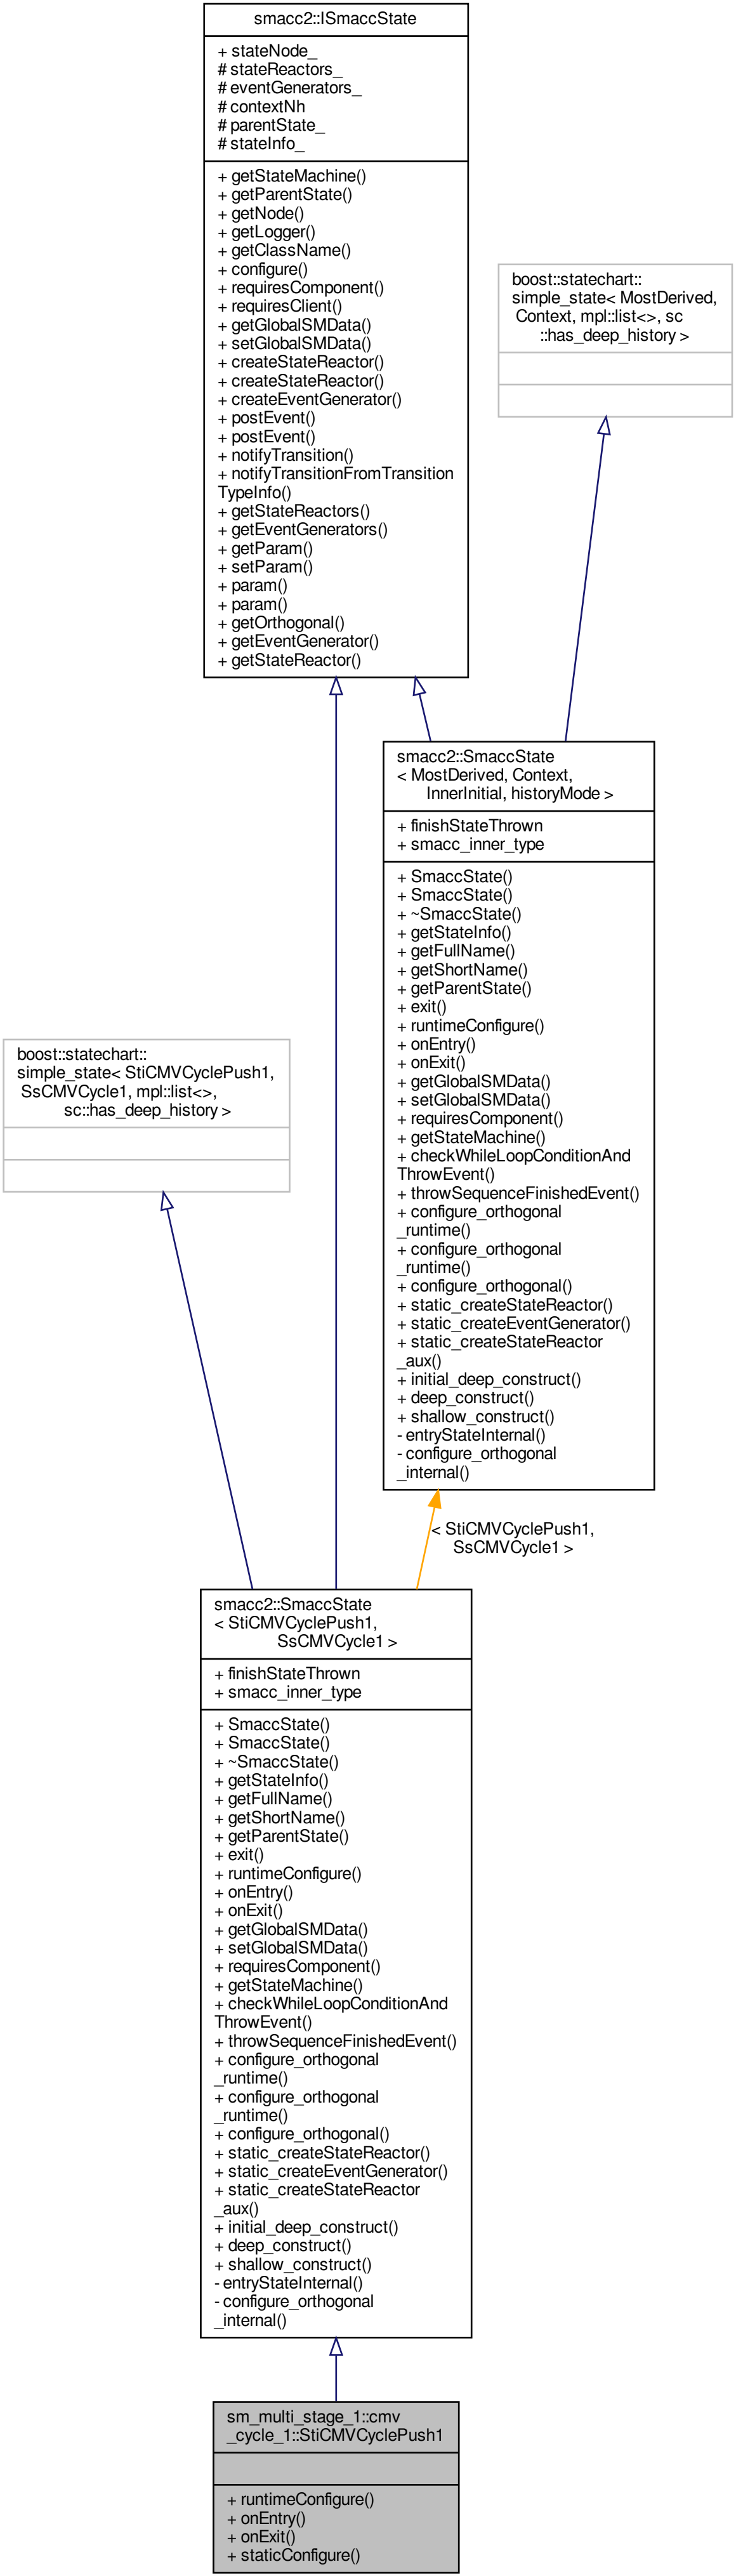 smacc2::ISmaccState
+ stateNode_
# stateReactors_
# eventGenerators_
# contextNh
# parentState_
# stateInfo_
+ getStateMachine()
+ getParentState()
+ getNode()
+ getLogger()
+ getClassName()
+ configure()
+ requiresComponent()
+ requiresClient()
+ getGlobalSMData()
+ setGlobalSMData()
+ createStateReactor()
+ createStateReactor()
+ createEventGenerator()
+ postEvent()
+ postEvent()
+ notifyTransition()
+ notifyTransitionFromTransition
TypeInfo()
+ getStateReactors()
+ getEventGenerators()
+ getParam()
+ setParam()
+ param()
+ param()
+ getOrthogonal()
+ getEventGenerator()
+ getStateReactor()
boost::statechart::
simple_state< MostDerived,
Context, mpl::list<>, sc
::has_deep_history >
smacc2::SmaccState
< MostDerived, Context,
InnerInitial, historyMode >
+ finishStateThrown
+ smacc_inner_type
+ SmaccState()
+ SmaccState()
+ ~SmaccState()
+ getStateInfo()
+ getFullName()
+ getShortName()
+ getParentState()
+ exit()
+ runtimeConfigure()
+ onEntry()
+ onExit()
+ getGlobalSMData()
+ setGlobalSMData()
+ requiresComponent()
+ getStateMachine()
+ checkWhileLoopConditionAnd
ThrowEvent()
+ throwSequenceFinishedEvent()
+ configure_orthogonal
_runtime()
+ configure_orthogonal
_runtime()
+ configure_orthogonal()
+ static_createStateReactor()
+ static_createEventGenerator()
+ static_createStateReactor
_aux()
+ initial_deep_construct()
+ deep_construct()
+ shallow_construct()
- entryStateInternal()
- configure_orthogonal
_internal()
boost::statechart::
simple_state< StiCMVCyclePush1,
SsCMVCycle1, mpl::list<>,
sc::has_deep_history >
< StiCMVCyclePush1,
SsCMVCycle1 >
smacc2::SmaccState
< StiCMVCyclePush1,
SsCMVCycle1 >
+ finishStateThrown
+ smacc_inner_type
+ SmaccState()
+ SmaccState()
+ ~SmaccState()
+ getStateInfo()
+ getFullName()
+ getShortName()
+ getParentState()
+ exit()
+ runtimeConfigure()
+ onEntry()
+ onExit()
+ getGlobalSMData()
+ setGlobalSMData()
+ requiresComponent()
+ getStateMachine()
+ checkWhileLoopConditionAnd
ThrowEvent()
+ throwSequenceFinishedEvent()
+ configure_orthogonal
_runtime()
+ configure_orthogonal
_runtime()
+ configure_orthogonal()
+ static_createStateReactor()
+ static_createEventGenerator()
+ static_createStateReactor
_aux()
+ initial_deep_construct()
+ deep_construct()
+ shallow_construct()
- entryStateInternal()
- configure_orthogonal
_internal()
sm_multi_stage_1::cmv
_cycle_1::StiCMVCyclePush1
+ runtimeConfigure()
+ onEntry()
+ onExit()
+ staticConfigure()